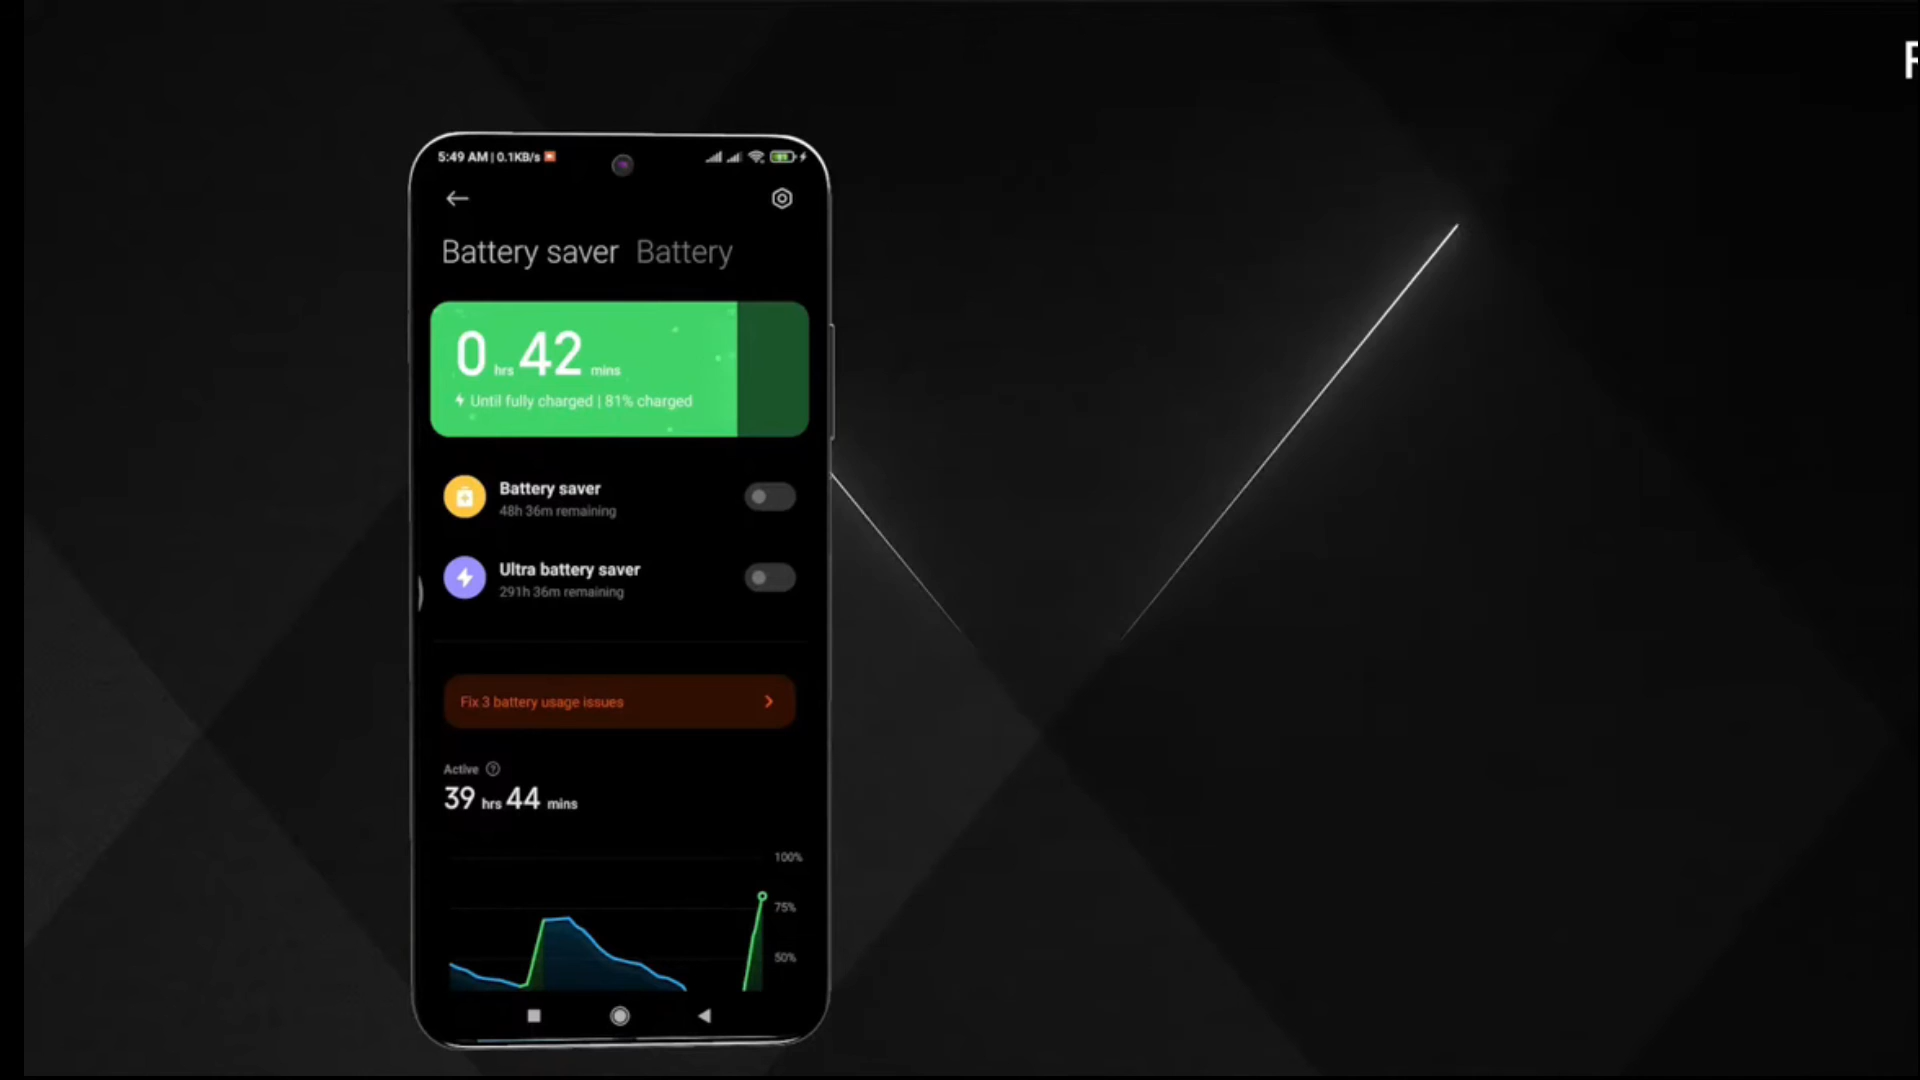 5:49 AM | 0.1KB/s
Battery saver Battery
0 hrs 42 mins
Until fully charged | 81% charged
Battery saver
48h 36m remaining
Ultra battery saver
291h 36m remaining
Fix 3 battery usage issues
Active
39 hrs 44 mins
100%
75%
50%